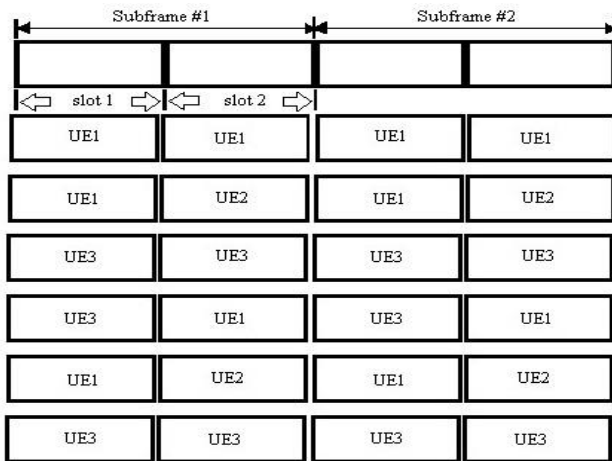 Subframe #1 Subframe #2
slot 1 slot 2
UE1 UE1 UE1 UE1
UE1 UE2 UE1 UE2
UE3 UE3 UE3 UE3
UE3 UE1 UE3 UE1
UE1 UE2 UE1 UE2
UE3 UE3 UE3 UE3